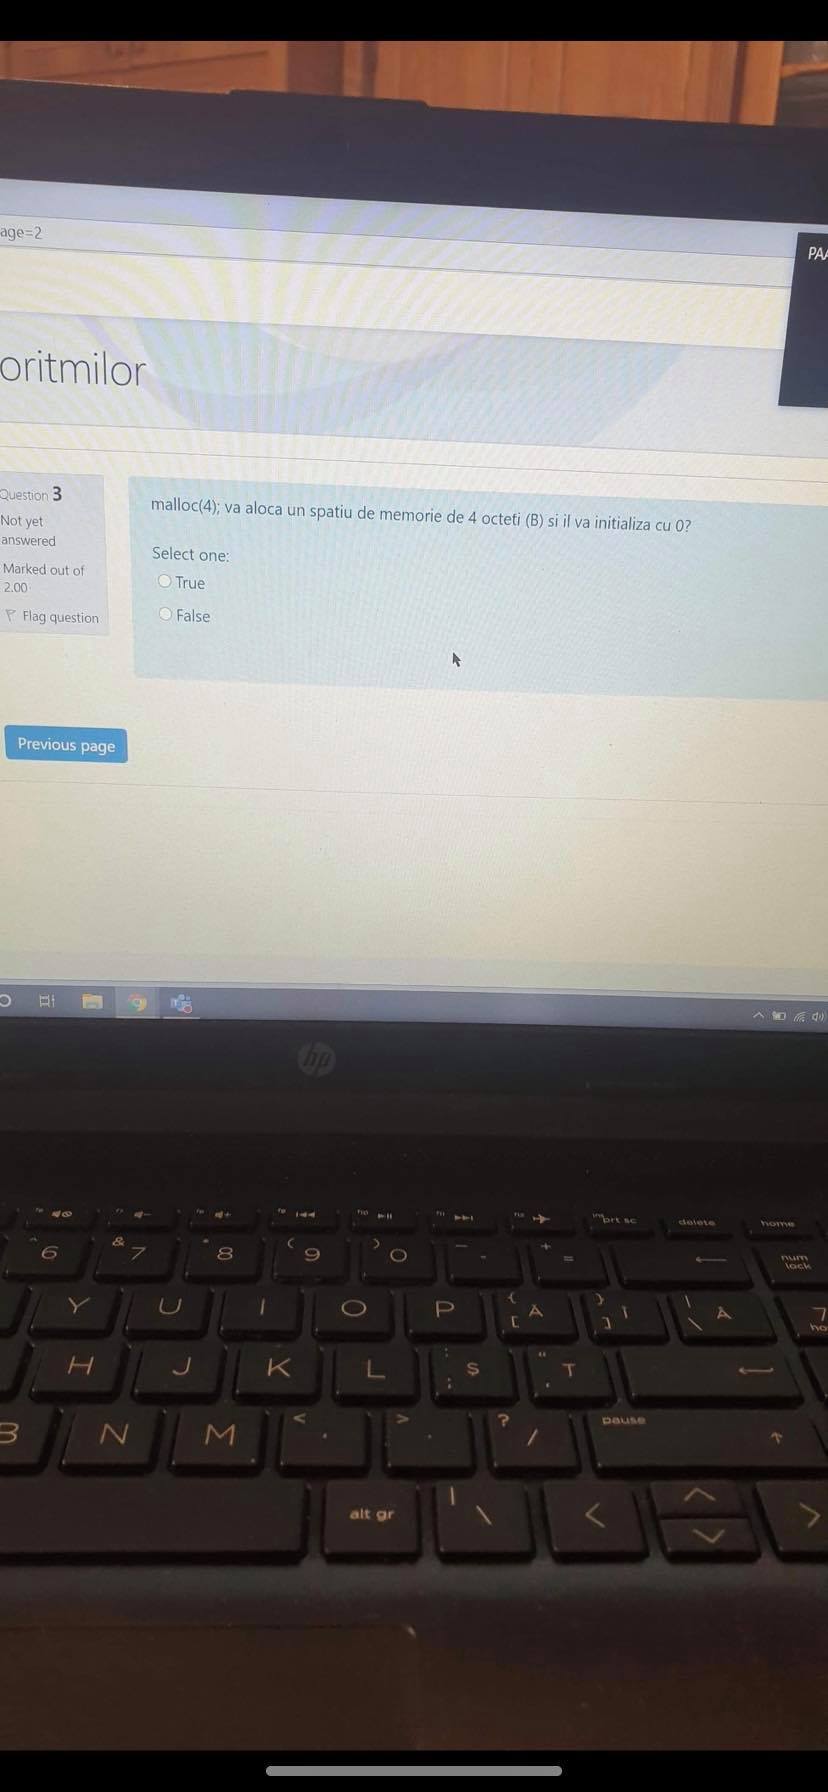 age=2
PA
oritmilor
Question 3
Not yet
answered
Marked out of
2.00
Flag question
malloc(4); va aloca un spatiu de memorie de 4 octeti (B) si il va initializa cu 0?
Select one:
True
False
Previous page
hp
prt sc
delete
home
6 & 7 " 8 ( 9 ) 0 _ - + =
num
lock
Y U I O P { [ Ă } ] Î | \ Â 7
ho
H J K L : ; Ș " ' Ț
B N M < , > . ? /
pause
alt gr
| \